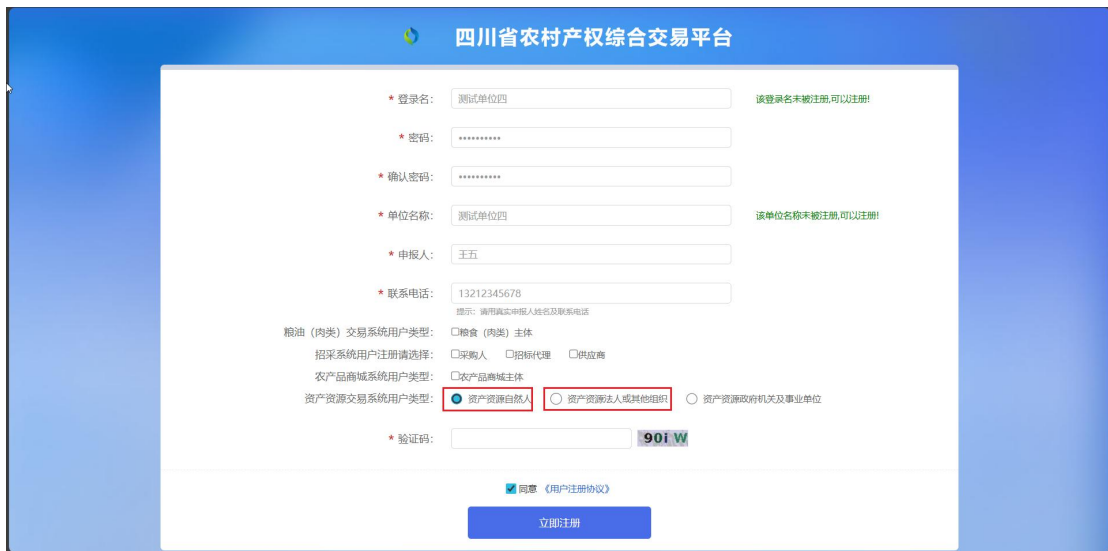 四川省农村产权综合交易平台
* 登录名： 测试单位四 该登录名未被注册,可以注册!
* 密码： ••••••••••
* 确认密码： ••••••••••
* 单位名称： 测试单位四 该单位名称未被注册,可以注册!
* 申报人： 王五
* 联系电话： 13212345678
提示：请用真实申报人姓名及联系电话
粮油（肉类）交易系统用户类型： 粮食（肉类）主体
招采系统用户注册请选择： 采购人 招标代理 供应商
农产品商城系统用户类型： 农产品商城主体
资产资源交易系统用户类型： 资产资源自然人 资产资源法人或其他组织 资产资源政府机关及事业单位
* 验证码： 90iW
同意 《用户注册协议》
立即注册